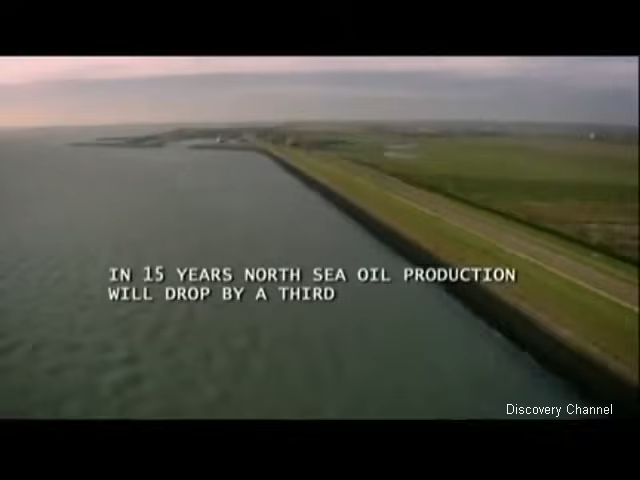 IN 15 YEARS NORTH SEA OIL PRODUCTION
WILL DROP BY A THIRD
Discovery Channel